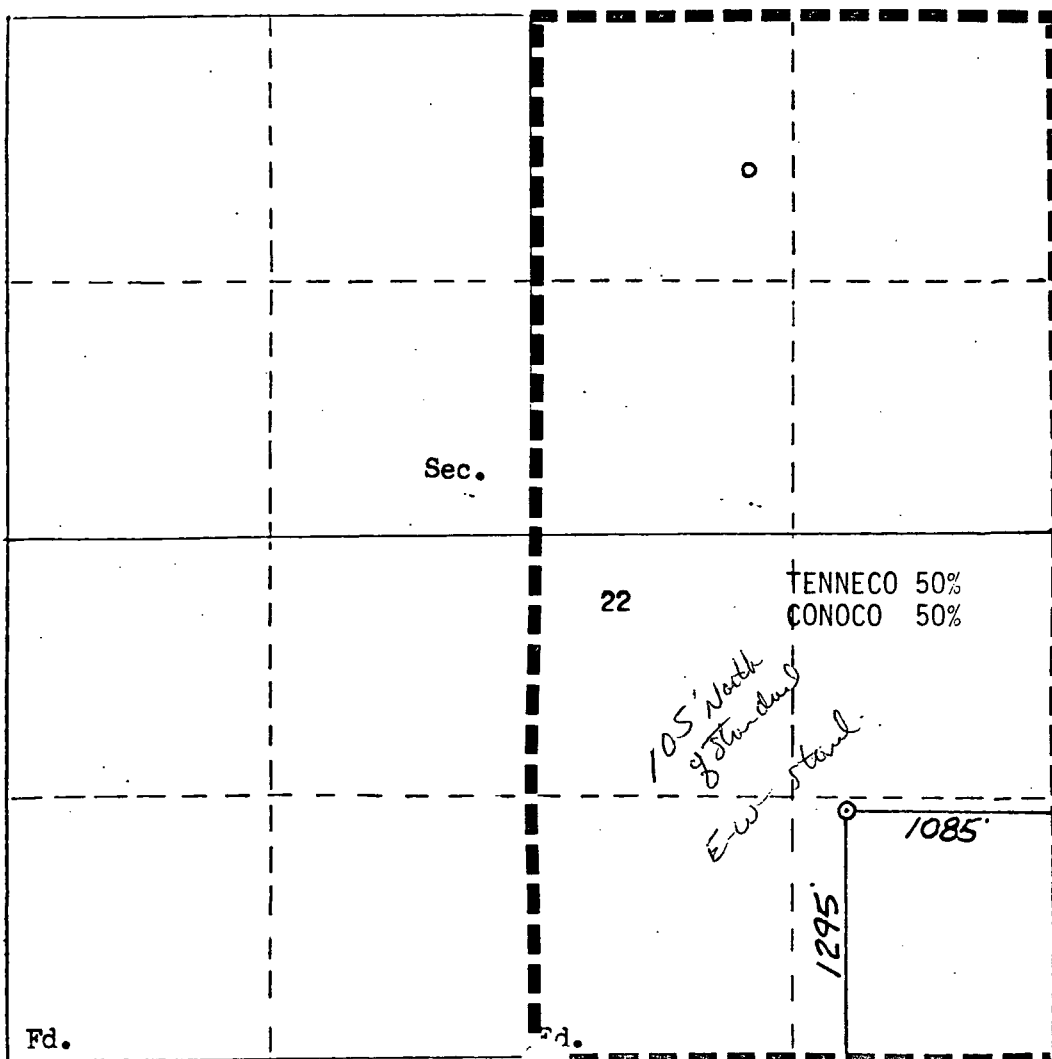 Sec.
22
TENNECO 50%
CONOCO 50%
105' North
of Standard
E-W - stand.
1085'
1295'
Fd.
Fd.